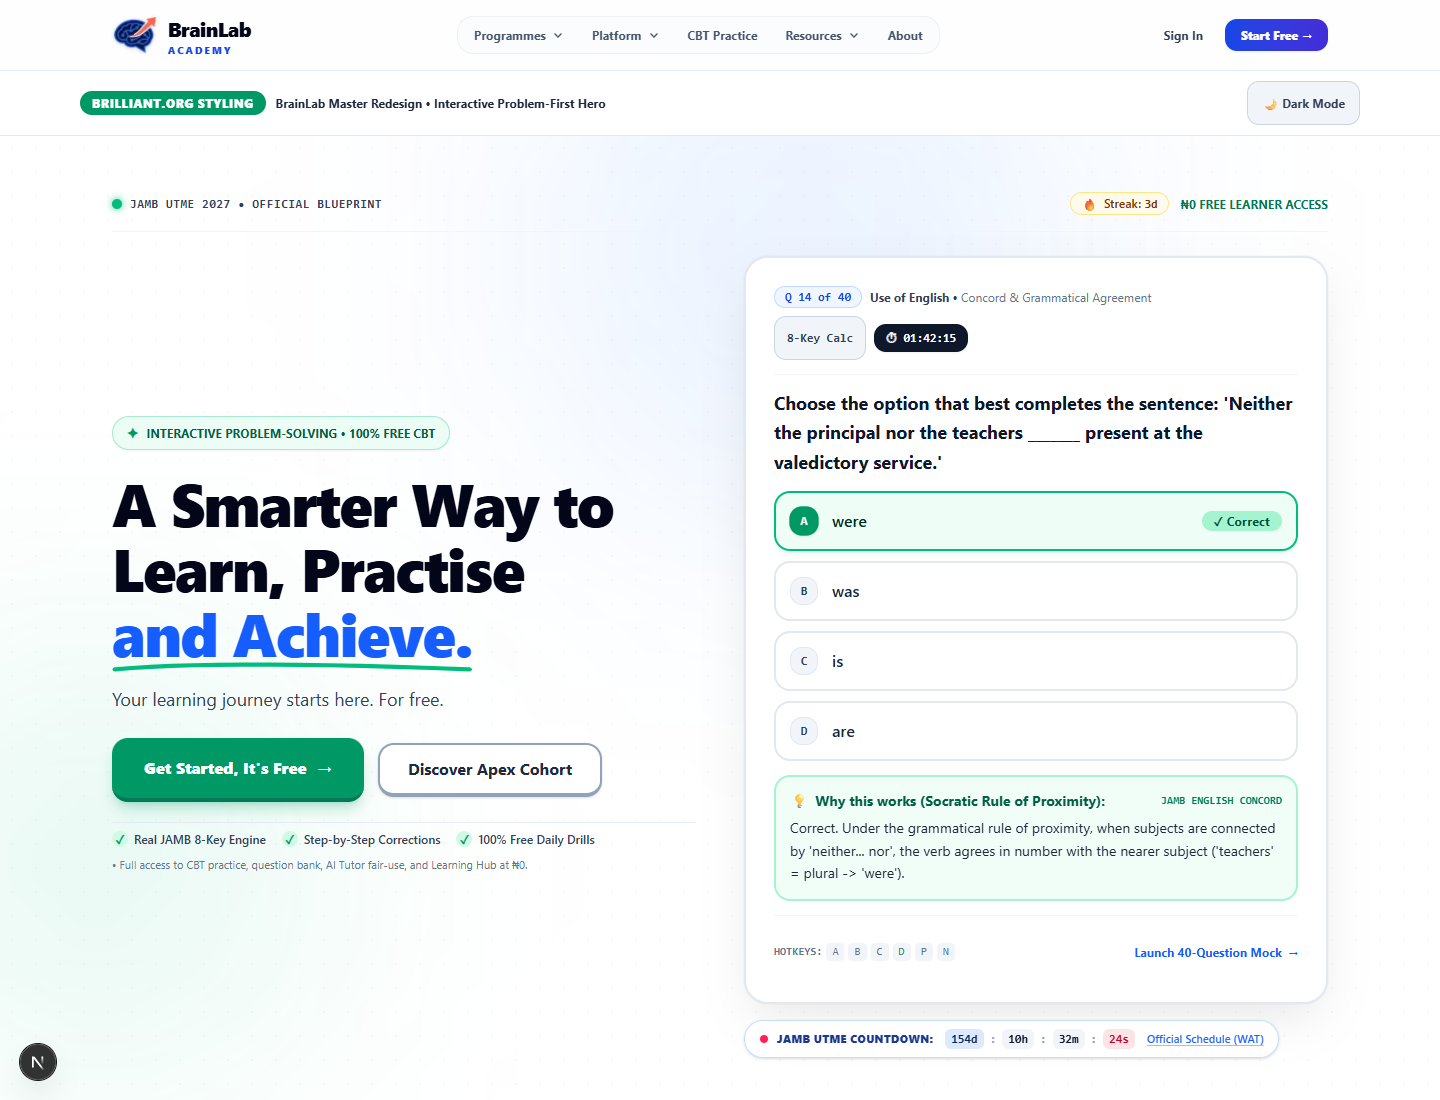 BrainLab
ACADEMY
Programmes
Platform
CBT Practice
Resources
About
Sign In
Start Free →
BRILLIANT.ORG STYLING
BrainLab Master Redesign • Interactive Problem-First Hero
🌙 Dark Mode
JAMB UTME 2027 • OFFICIAL BLUEPRINT
🔥 Streak: 3d
₦0 FREE LEARNER ACCESS
✦ INTERACTIVE PROBLEM-SOLVING • 100% FREE CBT
A Smarter Way to
Learn, Practise
and Achieve.
Your learning journey starts here. For free.
Get Started, It's Free →
Discover Apex Cohort
✓ Real JAMB 8-Key Engine
✓ Step-by-Step Corrections
✓ 100% Free Daily Drills
• Full access to CBT practice, question bank, AI Tutor fair-use, and Learning Hub at ₦0.
Q 14 of 40
Use of English • Concord & Grammatical Agreement
8-Key Calc
⏱ 01:42:15
Choose the option that best completes the sentence: 'Neither
the principal nor the teachers ______ present at the
valedictory service.'
A were
✓ Correct
B was
C is
D are
💡 Why this works (Socratic Rule of Proximity):
JAMB ENGLISH CONCORD
Correct. Under the grammatical rule of proximity, when subjects are connected
by 'neither... nor', the verb agrees in number with the nearer subject ('teachers'
= plural -> 'were').
HOTKEYS: A B C D P N
Launch 40-Question Mock →
JAMB UTME COUNTDOWN: 154d : 10h : 32m : 24s Official Schedule (WAT)
N